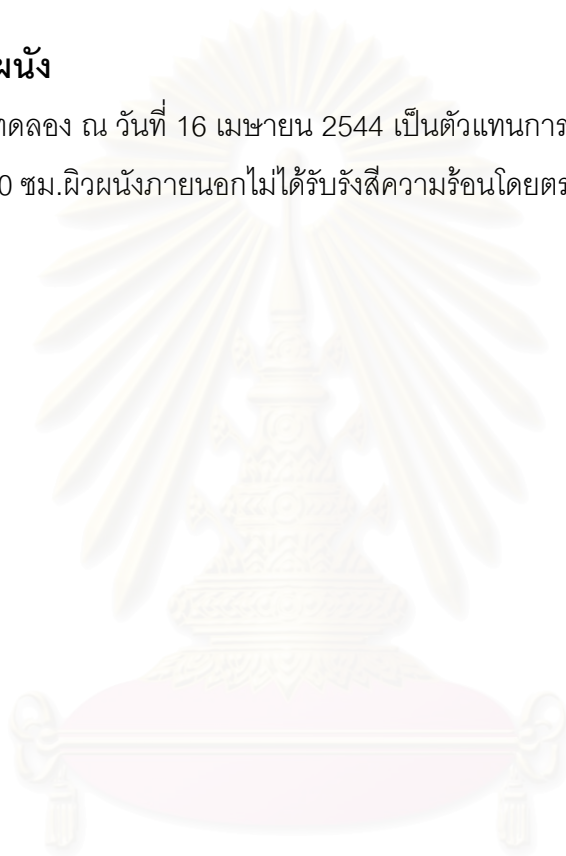 ผนัง
ทดลอง ณ วันที่ 16 เมษายน 2544 เป็นตัวแทนการ
0 ซม.ผิวผนังภายนอกไม่ได้รับรังสีความร้อนโดยตร